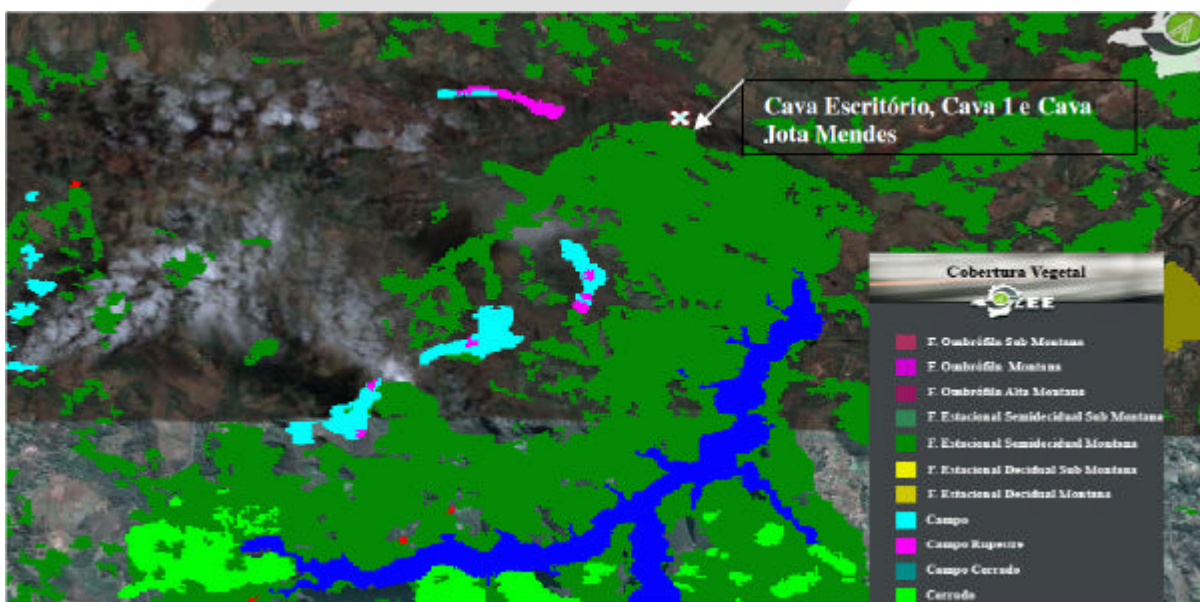 Cava Escritório, Cava 1 e Cava
Jota Mendes
Cobertura Vegetal
ZEE
F. Ombrófila Sub Montana
F. Ombrófila Montana
F. Ombrófila Alta Montana
F. Estacional Semidecidual Sub Montana
F. Estacional Semidecidual Montana
F. Estacional Decidual Sub Montana
F. Estacional Decidual Montana
Campo
Campo Rupestre
Campo Cerrado
Cerrado